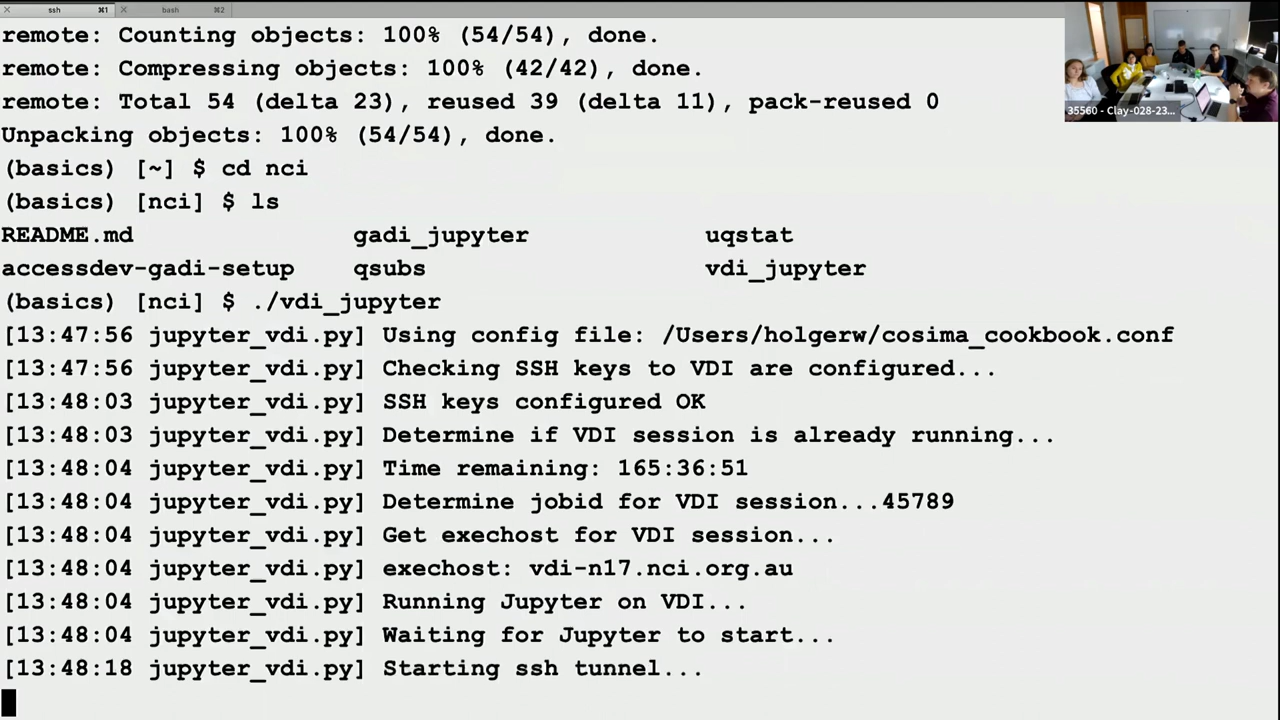 ssh ⌘1 bash ⌘2
remote: Counting objects: 100% (54/54), done.
remote: Compressing objects: 100% (42/42), done.
remote: Total 54 (delta 23), reused 39 (delta 11), pack-reused 0
Unpacking objects: 100% (54/54), done.
(basics) [~] $ cd nci
(basics) [nci] $ ls
README.md gadi_jupyter uqstat
accessdev-gadi-setup qsubs vdi_jupyter
(basics) [nci] $ ./vdi_jupyter
[13:47:56 jupyter_vdi.py] Using config file: /Users/holgerw/cosima_cookbook.conf
[13:47:56 jupyter_vdi.py] Checking SSH keys to VDI are configured...
[13:48:03 jupyter_vdi.py] SSH keys configured OK
[13:48:03 jupyter_vdi.py] Determine if VDI session is already running...
[13:48:04 jupyter_vdi.py] Time remaining: 165:36:51
[13:48:04 jupyter_vdi.py] Determine jobid for VDI session...45789
[13:48:04 jupyter_vdi.py] Get exechost for VDI session...
[13:48:04 jupyter_vdi.py] exechost: vdi-n17.nci.org.au
[13:48:04 jupyter_vdi.py] Running Jupyter on VDI...
[13:48:04 jupyter_vdi.py] Waiting for Jupyter to start...
[13:48:18 jupyter_vdi.py] Starting ssh tunnel...
35560 - Clay-028-23...